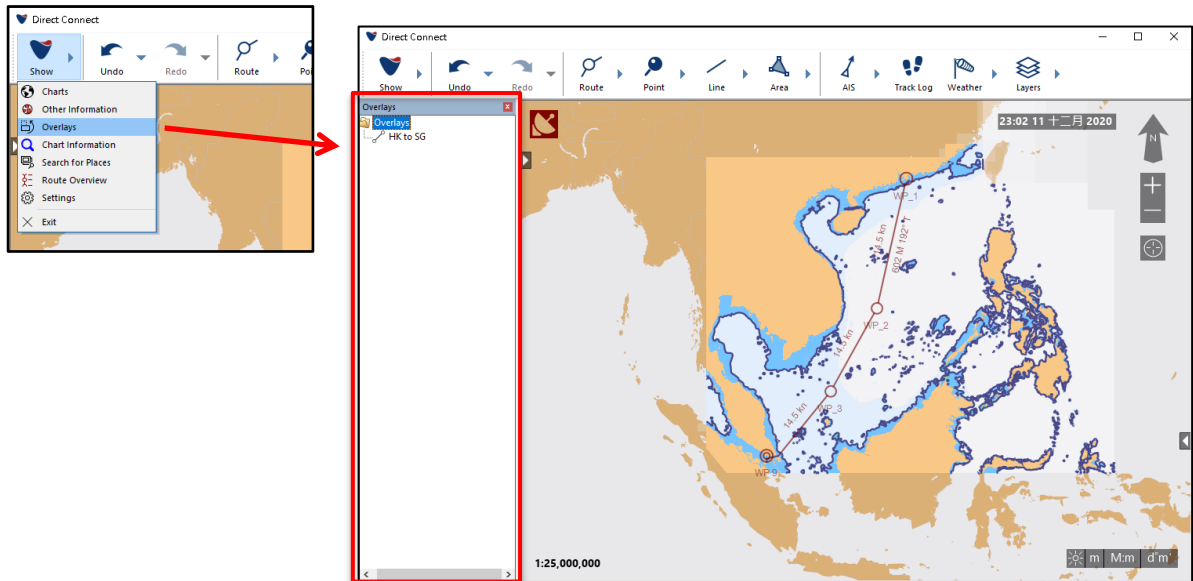 Direct Connect
Show
Undo
Redo
Route
Poi
Charts
Other Information
Overlays
Chart Information
Search for Places
Route Overview
Settings
Exit
Direct Connect
Show
Undo
Redo
Route
Point
Line
Area
AIS
Track Log
Weather
Layers
Overlays
Overlays
HK to SG
23:02 11 十二月 2020
N
WP_1
14.5 kn
602 M 192° T
WP_2
14.5 kn
WP_3
14.5 kn
WP 9
1:25,000,000
m M:m d°m'